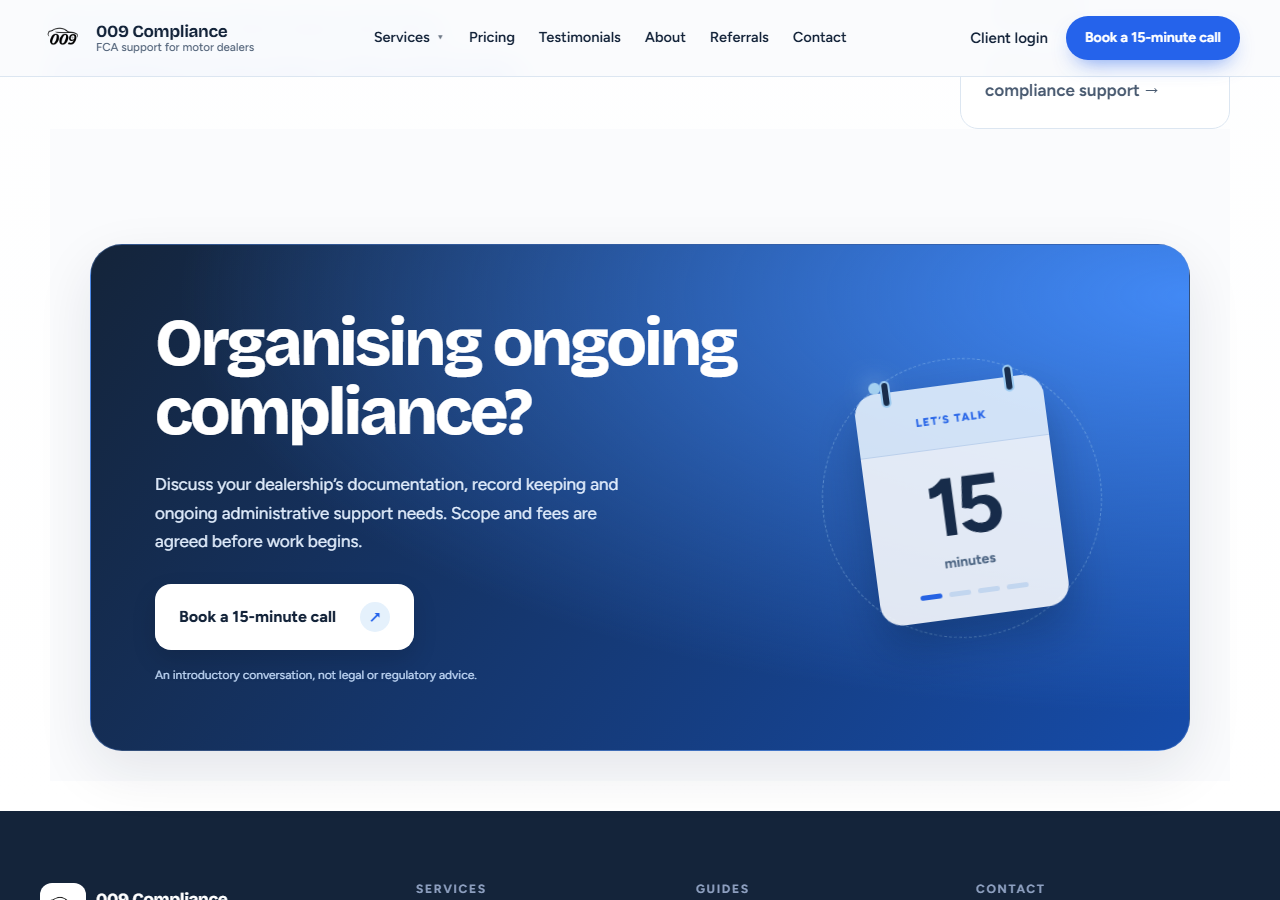 009
009 Compliance
FCA support for motor dealers
Services
Pricing
Testimonials
About
Referrals
Contact
Client login
Book a 15-minute call
compliance support →
Organising ongoing
compliance?
Discuss your dealership’s documentation, record keeping and
ongoing administrative support needs. Scope and fees are
agreed before work begins.
Book a 15-minute call ↗
An introductory conversation, not legal or regulatory advice.
LET’S TALK
15
minutes
009 Compliance
SERVICES
GUIDES
CONTACT